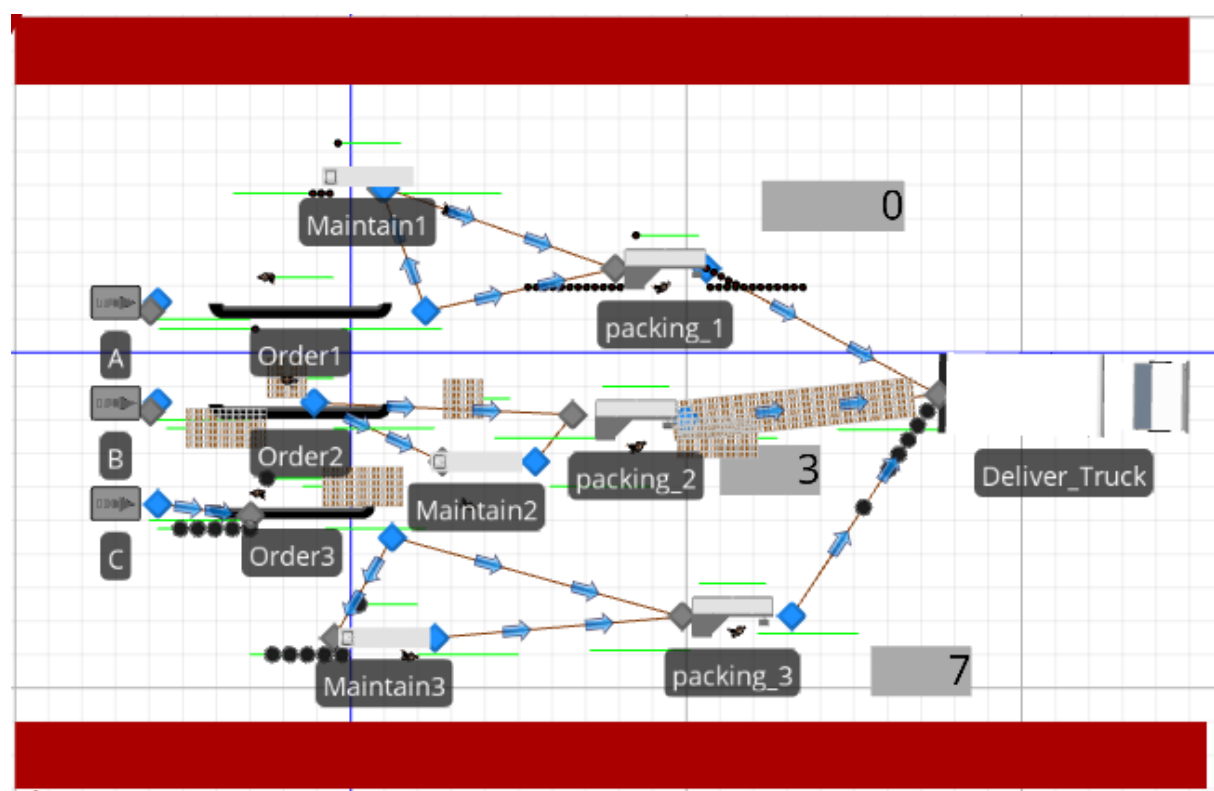 Maintain1
0
packing_1
A
Order1
B
Order2
3
packing_2
Deliver_Truck
Maintain2
C
Order3
packing_3
7
Maintain3